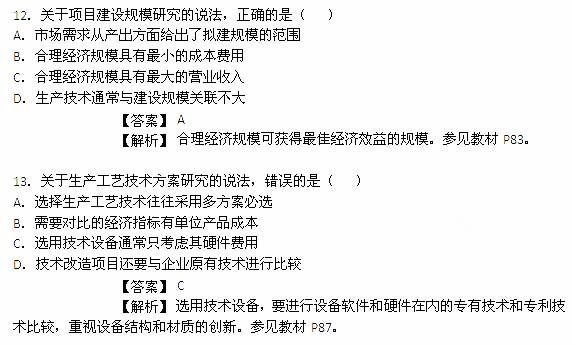 12. 关于项目建设规模研究的说法，正确的是（　　）
A. 市场需求从产出方面给出了拟建规模的范围
B. 合理经济规模具有最小的成本费用
C. 合理经济规模具有最大的营业收入
D. 生产技术通常与建设规模关联不大
【答案】 A
【解析】 合理经济规模可获得最佳经济效益的规模。参见教材 P83。
13. 关于生产工艺技术方案研究的说法，错误的是（　　）
A. 选择生产工艺技术往往采用多方案必选
B. 需要对比的经济指标有单位产品成本
C. 选用技术设备通常只考虑其硬件费用
D. 技术改造项目还要与企业原有技术进行比较
【答案】 C
【解析】 选用技术设备，要进行设备软件和硬件在内的专有技术和专利技
术比较，重视设备结构和材质的创新。参见教材 P87。